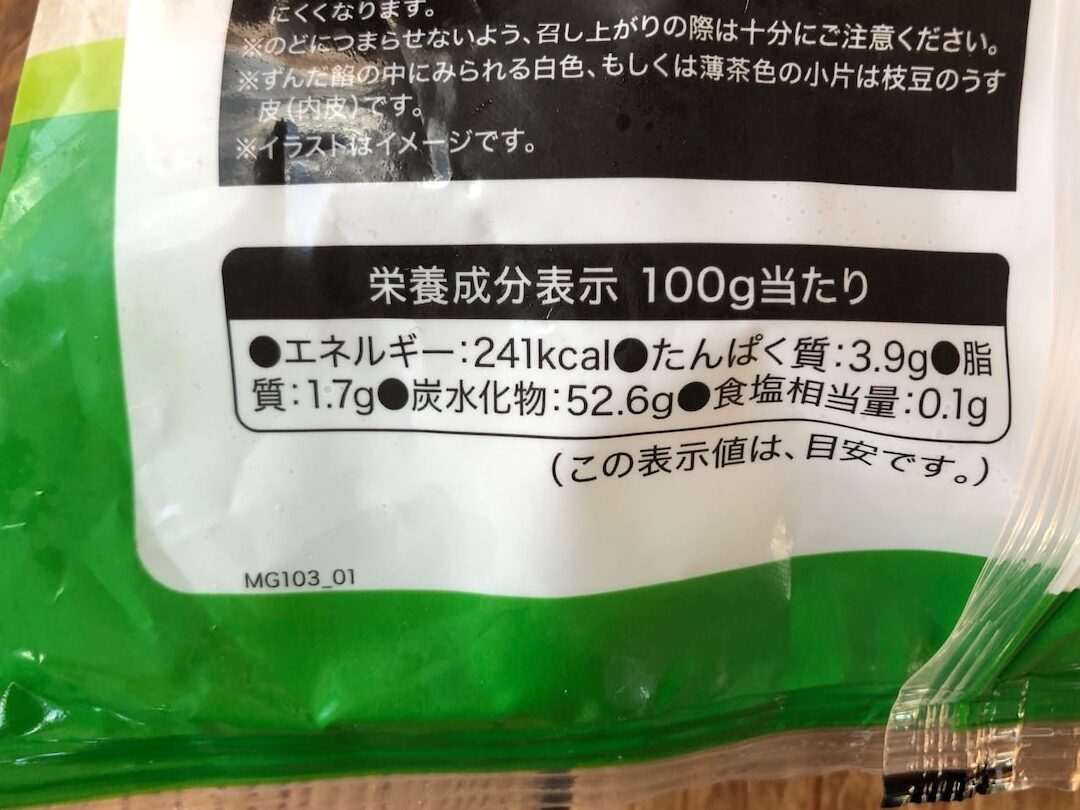 にくくなります。
※のどにつまらせないよう、召し上がりの際は十分にご注意ください。
※ずんだ餡の中にみられる白色、もしくは薄茶色の小片は枝豆のうす
皮(内皮)です。
※イラストはイメージです。
栄養成分表示 100g当たり
●エネルギー:241kcal●たんぱく質:3.9g●脂
質:1.7g●炭水化物:52.6g●食塩相当量:0.1g
(この表示値は、目安です。)
MG103_01